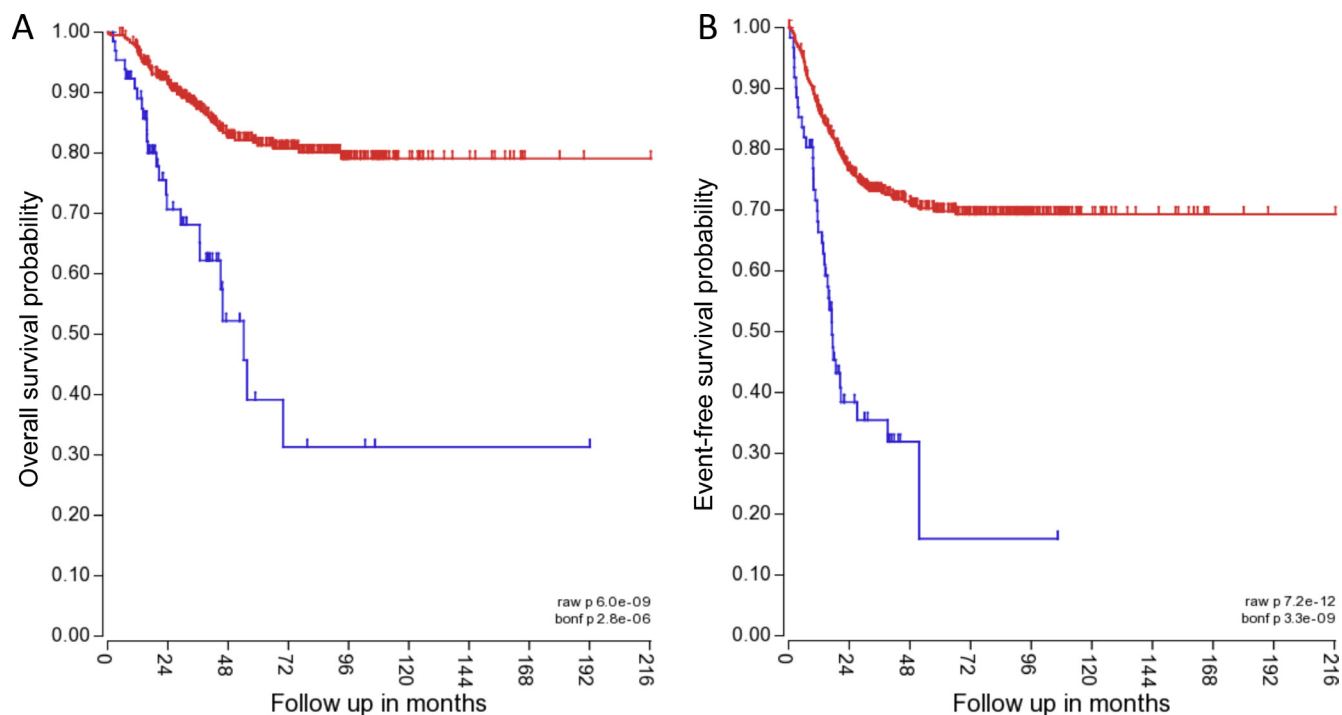 A
Overall survival probability
1.00
0.90
0.80
0.70
0.60
0.50
0.40
0.30
0.20
0.10
0.00
raw p 6.0e-09
bonf p 2.8e-06
0 24 48 72 96 120 144 168 192 216
Follow up in months
B
Event-free survival probability
1.00
0.90
0.80
0.70
0.60
0.50
0.40
0.30
0.20
0.10
0.00
raw p 7.2e-12
bonf p 3.3e-09
0 24 48 72 96 120 144 168 192 216
Follow up in months